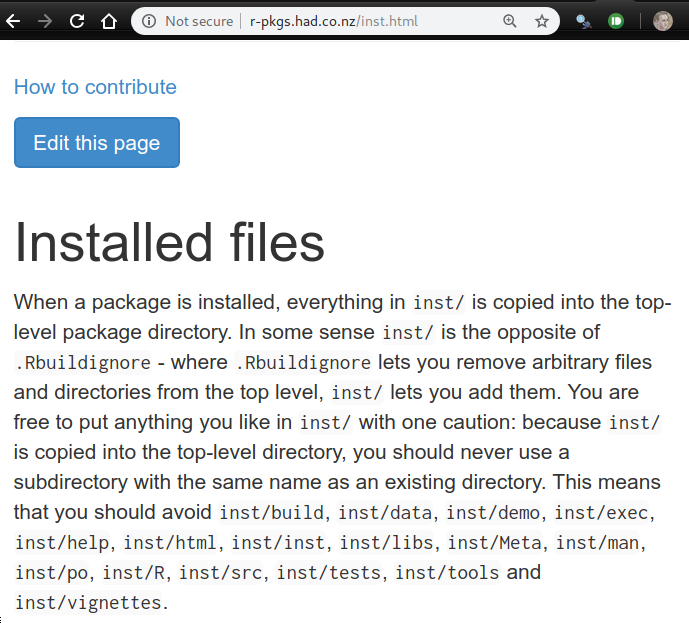 Not secure | r-pkgs.had.co.nz/inst.html
How to contribute
Edit this page
Installed files
When a package is installed, everything in inst/ is copied into the top-
level package directory. In some sense inst/ is the opposite of
.Rbuildignore - where .Rbuildignore lets you remove arbitrary files
and directories from the top level, inst/ lets you add them. You are
free to put anything you like in inst/ with one caution: because inst/
is copied into the top-level directory, you should never use a
subdirectory with the same name as an existing directory. This means
that you should avoid inst/build, inst/data, inst/demo, inst/exec,
inst/help, inst/html, inst/inst, inst/libs, inst/Meta, inst/man,
inst/po, inst/R, inst/src, inst/tests, inst/tools and
inst/vignettes.